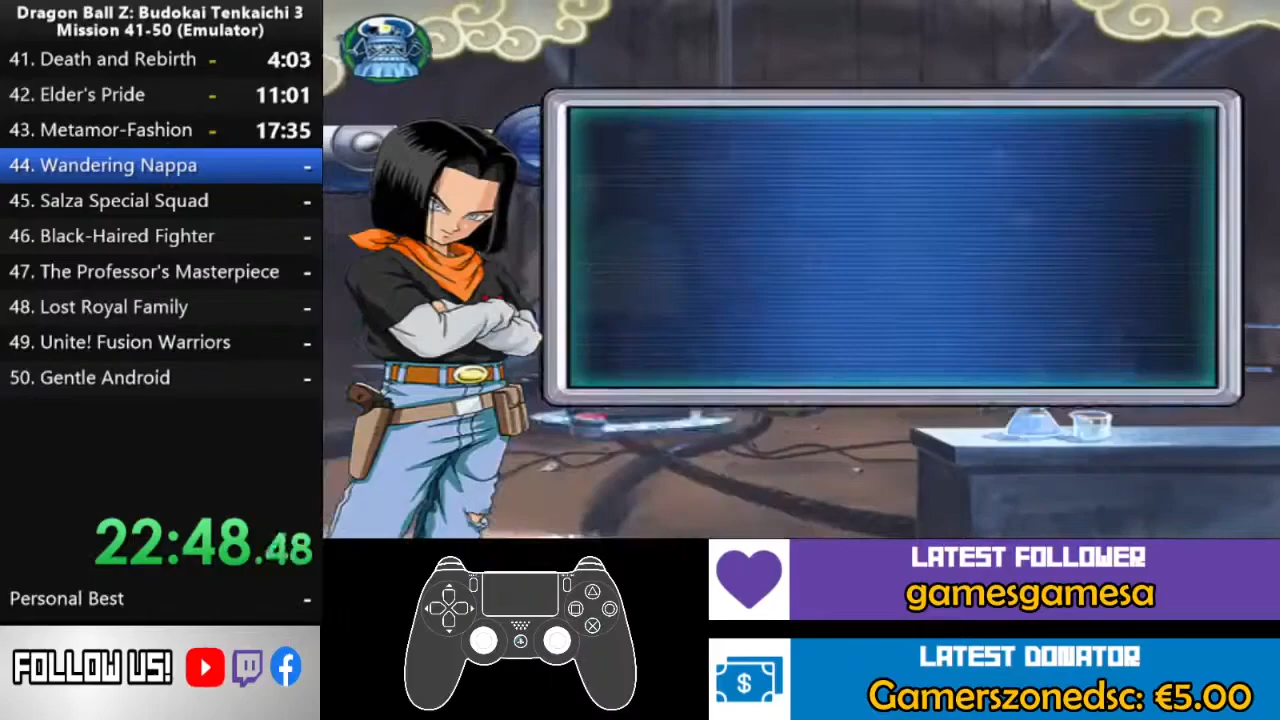 Dragon Ball Z: Budokai Tenkaichi 3
Mission 41-50 (Emulator)
41. Death and Rebirth - 4:03
42. Elder's Pride - 11:01
43. Metamor-Fashion - 17:35
44. Wandering Nappa -
45. Salza Special Squad -
46. Black-Haired Fighter -
47. The Professor's Masterpiece -
48. Lost Royal Family -
49. Unite! Fusion Warriors -
50. Gentle Android -
22:48.48
Personal Best -
FOLLOW US!
LATEST FOLLOWER
gamesgamesa
LATEST DONATOR
$
Gamerszonedsc: €5.00